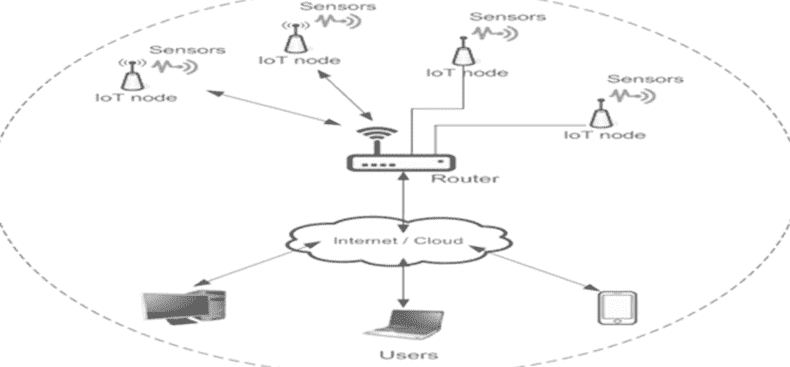 Sensors
IoT node
Sensors
IoT node
Sensors
IoT node
Sensors
IoT node
Router
Internet / Cloud
Users